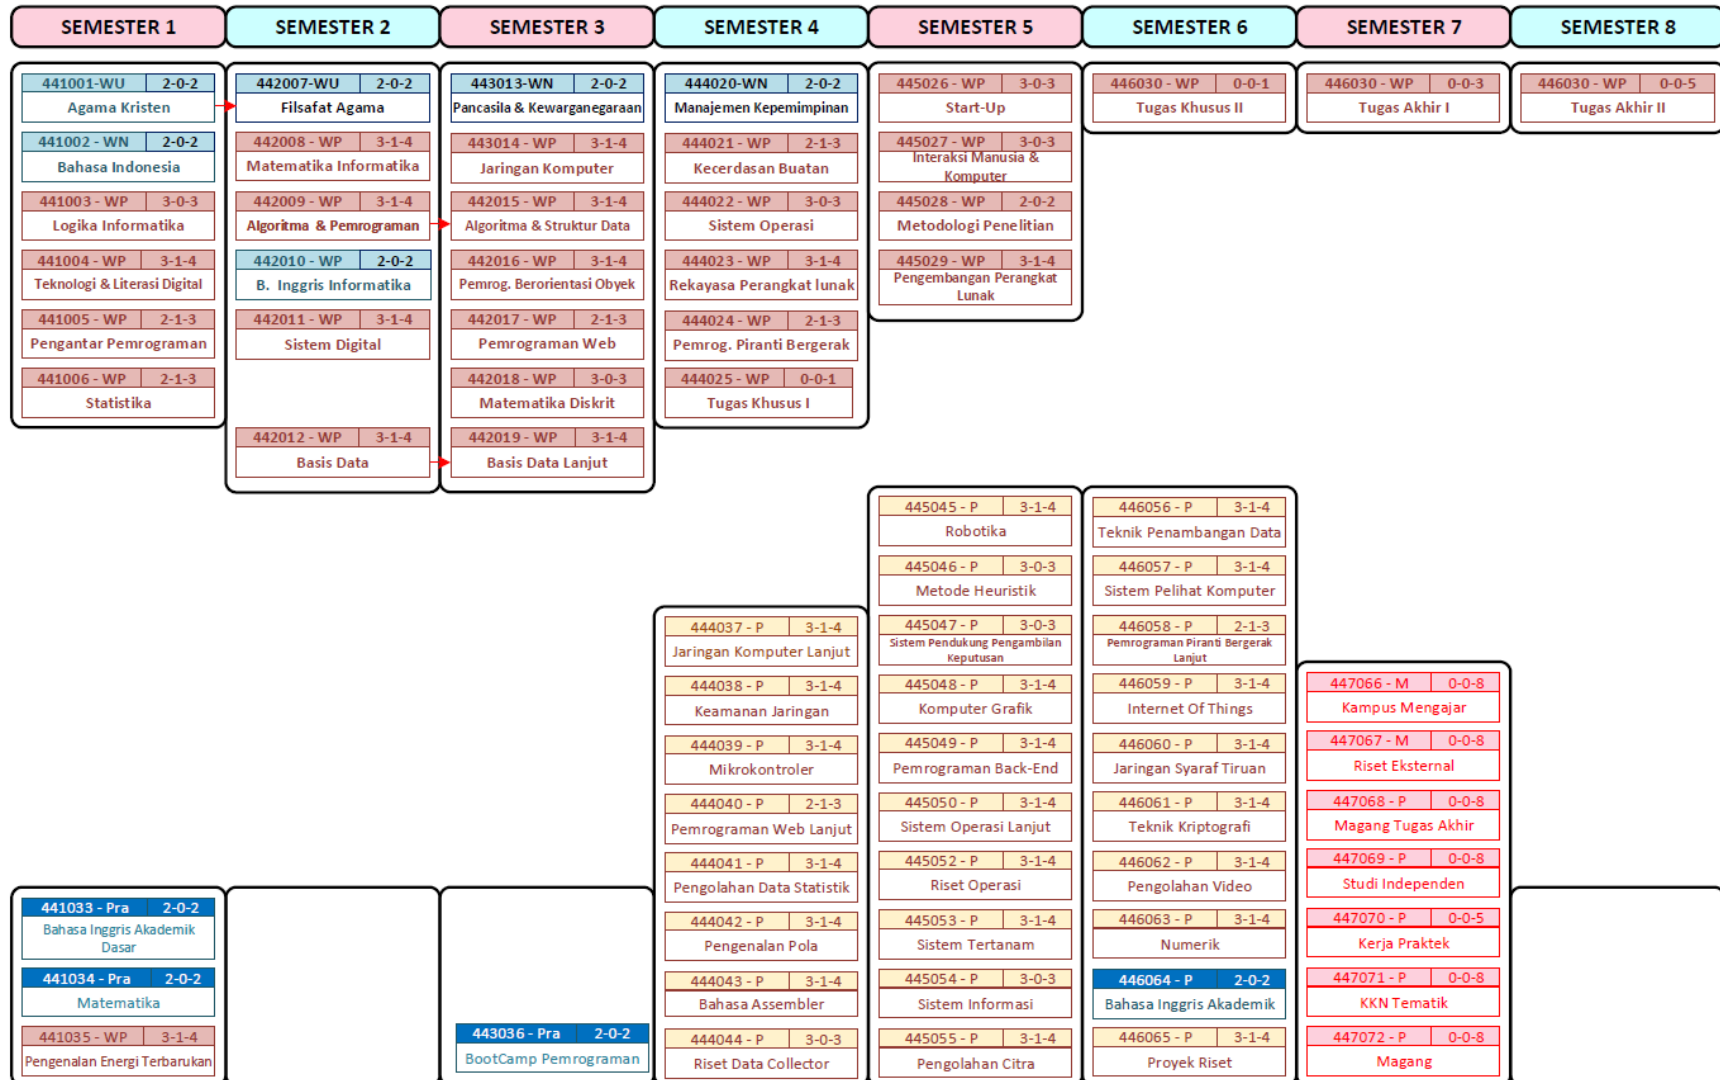 SEMESTER 1
SEMESTER 2
SEMESTER 3
SEMESTER 4
SEMESTER 5
SEMESTER 6
SEMESTER 7
SEMESTER 8
441001-WU 2-0-2
Agama Kristen
441002 - WN 2-0-2
Bahasa Indonesia
441003 - WP 3-0-3
Logika Informatika
441004 - WP 3-1-4
Teknologi & Literasi Digital
441005 - WP 2-1-3
Pengantar Pemrograman
441006 - WP 2-1-3
Statistika
442007-WU 2-0-2
Filsafat Agama
442008 - WP 3-1-4
Matematika Informatika
442009 - WP 3-1-4
Algoritma & Pemrograman
442010 - WP 2-0-2
B. Inggris Informatika
442011 - WP 3-1-4
Sistem Digital
442012 - WP 3-1-4
Basis Data
443013-WN 2-0-2
Pancasila & Kewarganegaraan
443014 - WP 3-1-4
Jaringan Komputer
442015 - WP 3-1-4
Algoritma & Struktur Data
442016 - WP 3-1-4
Pemrog. Berorientasi Obyek
442017 - WP 2-1-3
Pemrograman Web
442018 - WP 3-0-3
Matematika Diskrit
442019 - WP 3-1-4
Basis Data Lanjut
444020-WN 2-0-2
Manajemen Kepemimpinan
444021 - WP 2-1-3
Kecerdasan Buatan
444022 - WP 3-0-3
Sistem Operasi
444023 - WP 3-1-4
Rekayasa Perangkat lunak
444024 - WP 2-1-3
Pemrog. Piranti Bergerak
444025 - WP 0-0-1
Tugas Khusus I
445026 - WP 3-0-3
Start-Up
445027 - WP 3-0-3
Interaksi Manusia &
Komputer
445028 - WP 2-0-2
Metodologi Penelitian
445029 - WP 3-1-4
Pengembangan Perangkat
Lunak
446030 - WP 0-0-1
Tugas Khusus II
446030 - WP 0-0-3
Tugas Akhir I
446030 - WP 0-0-5
Tugas Akhir II
441033 - Pra 2-0-2
Bahasa Inggris Akademik
Dasar
441034 - Pra 2-0-2
Matematika
441035 - WP 3-1-4
Pengenalan Energi Terbarukan
443036 - Pra 2-0-2
BootCamp Pemrograman
444037 - P 3-1-4
Jaringan Komputer Lanjut
444038 - P 3-1-4
Keamanan Jaringan
444039 - P 3-1-4
Mikrokontroler
444040 - P 2-1-3
Pemrograman Web Lanjut
444041 - P 3-1-4
Pengolahan Data Statistik
444042 - P 3-1-4
Pengenalan Pola
444043 - P 3-1-4
Bahasa Assembler
444044 - P 3-0-3
Riset Data Collector
445045 - P 3-1-4
Robotika
445046 - P 3-0-3
Metode Heuristik
445047 - P 3-0-3
Sistem Pendukung Pengambilan
Keputusan
445048 - P 3-1-4
Komputer Grafik
445049 - P 3-1-4
Pemrograman Back-End
445050 - P 3-1-4
Sistem Operasi Lanjut
445052 - P 3-1-4
Riset Operasi
445053 - P 3-1-4
Sistem Tertanam
445054 - P 3-0-3
Sistem Informasi
445055 - P 3-1-4
Pengolahan Citra
446056 - P 3-1-4
Teknik Penambangan Data
446057 - P 3-1-4
Sistem Pelihat Komputer
446058 - P 2-1-3
Pemrograman Piranti Bergerak
Lanjut
446059 - P 3-1-4
Internet Of Things
446060 - P 3-1-4
Jaringan Syaraf Tiruan
446061 - P 3-1-4
Teknik Kriptografi
446062 - P 3-1-4
Pengolahan Video
446063 - P 3-1-4
Numerik
446064 - P 2-0-2
Bahasa Inggris Akademik
446065 - P 3-1-4
Proyek Riset
447066 - M 0-0-8
Kampus Mengajar
447067 - M 0-0-8
Riset Eksternal
447068 - P 0-0-8
Magang Tugas Akhir
447069 - P 0-0-8
Studi Independen
447070 - P 0-0-5
Kerja Praktek
447071 - P 0-0-8
KKN Tematik
447072 - P 0-0-8
Magang